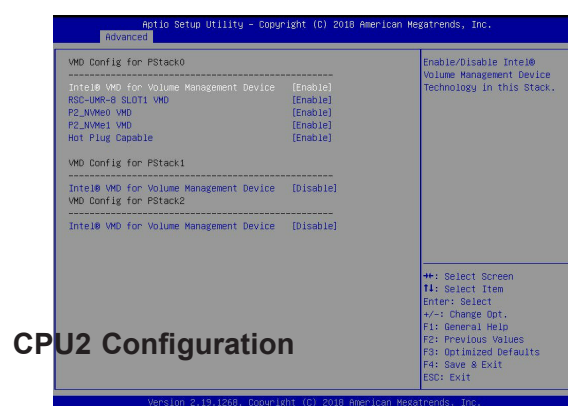 Aptio Setup Utility – Copyright (C) 2018 American Megatrends, Inc.
Advanced
VMD Config for PStack0
------------------------------------------------
Intel® VMD for Volume Management Device [Enable]
RSC-UMR-8 SLOT1 VMD [Enable]
P2_NVMe0 VMD [Enable]
P2_NVMe1 VMD [Enable]
Hot Plug Capable [Enable]
VMD Config for PStack1
------------------------------------------------
Intel® VMD for Volume Management Device [Disable]
VMD Config for PStack2
------------------------------------------------
Intel® VMD for Volume Management Device [Disable]
Enable/Disable Intel®
Volume Management Device
Technology in this Stack.
→←: Select Screen
↑↓: Select Item
Enter: Select
+/-: Change Opt.
F1: General Help
F2: Previous Values
F3: Optimized Defaults
F4: Save & Exit
ESC: Exit
CPU2 Configuration
Version 2.19.1268. Copyright (C) 2018 American Megatrends, Inc.